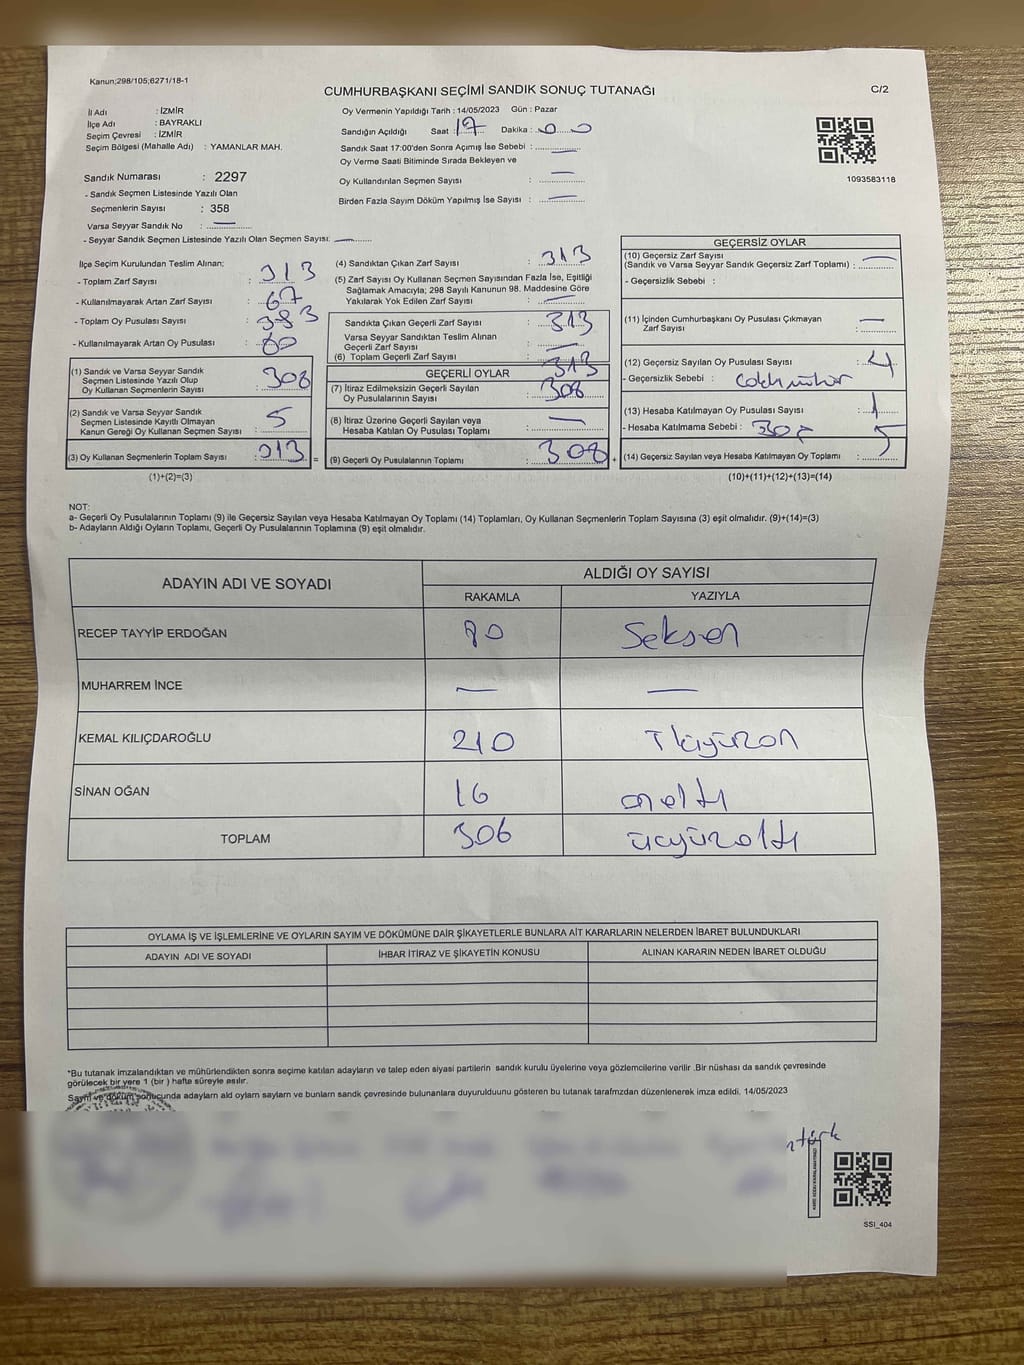 Kanun;298/105;6271/18-1
CUMHURBAŞKANI SEÇİMİ SANDIK SONUÇ TUTANAĞI
C/2
İl Adı : İZMİR
İlçe Adı : BAYRAKLI
Seçim Çevresi : İZMİR
Seçim Bölgesi (Mahalle Adı) : YAMANLAR MAH.
Sandık Numarası : 2297
- Sandık Seçmen Listesinde Yazılı Olan
Seçmenlerin Sayısı : 358
Varsa Seyyar Sandık No : —
- Seyyar Sandık Seçmen Listesinde Yazılı Olan Seçmen Sayısı: —
Oy Vermenin Yapıldığı Tarih : 14/05/2023 Gün : Pazar
Sandığın Açıldığı Saat : 17 Dakika : 00
Sandık Saat 17:00'den Sonra Açımış İse Sebebi : —
Oy Verme Saati Bitiminde Sırada Bekleyen ve
Oy Kullandırılan Seçmen Sayısı : —
Birden Fazla Sayım Döküm Yapılmış İse Sayısı : —
1093583118
İlçe Seçim Kurulundan Teslim Alınan;
- Toplam Zarf Sayısı :
- Kullanılmayarak Artan Zarf Sayısı : 67
- Toplam Oy Pusulası Sayısı : 383
- Kullanılmayarak Artan Oy Pusulası :
(1) Sandık ve Varsa Seyyar Sandık
Seçmen Listesinde Yazılı Olup
Oy Kullanan Seçmenlerin Sayısı : 308
(2) Sandık ve Varsa Seyyar Sandık
Seçmen Listesinde Kayıtlı Olmayan
Kanun Gereği Oy Kullanan Seçmen Sayısı : 5
(3) Oy Kullanan Seçmenlerin Toplam Sayısı : 313
(1)+(2)=(3)
(4) Sandıktan Çıkan Zarf Sayısı : 313
(5) Zarf Sayısı Oy Kullanan Seçmen Sayısından Fazla İse, Eşitliği
Sağlamak Amacıyla; 298 Sayılı Kanunun 98. Maddesine Göre
Yakılarak Yok Edilen Zarf Sayısı : —
Sandıkta Çıkan Geçerli Zarf Sayısı : 313
Varsa Seyyar Sandıktan Teslim Alınan
Geçerli Zarf Sayısı : —
(6) Toplam Geçerli Zarf Sayısı : 313
GEÇERLİ OYLAR
(7) İtiraz Edilmeksizin Geçerli Sayılan
Oy Pusulalarının Sayısı : 308
(8) İtiraz Üzerine Geçerli Sayılan veya
Hesaba Katılan Oy Pusulası Toplamı : —
(9) Geçerli Oy Pusulalarının Toplamı : 308
GEÇERSİZ OYLAR
(10) Geçersiz Zarf Sayısı
(Sandık ve Varsa Seyyar Sandık Geçersiz Zarf Toplamı) : —
- Geçersizlik Sebebi :
(11) İçinden Cumhurbaşkanı Oy Pusulası Çıkmayan
Zarf Sayısı : —
(12) Geçersiz Sayılan Oy Pusulası Sayısı : 4
- Geçersizlik Sebebi :
(13) Hesaba Katılmayan Oy Pusulası Sayısı : 1
- Hesaba Katılmama Sebebi :
(14) Geçersiz Sayılan veya Hesaba Katılmayan Oy Toplamı : 5
(10)+(11)+(12)+(13)=(14)
NOT:
a- Geçerli Oy Pusulalarının Toplamı (9) ile Geçersiz Sayılan veya Hesaba Katılmayan Oy Toplamı (14) Toplamları, Oy Kullanan Seçmenlerin Toplam Sayısına (3) eşit olmalıdır. (9)+(14)=(3)
b- Adayların Aldığı Oyların Toplamı, Geçerli Oy Pusulalarının Toplamına (9) eşit olmalıdır.
ADAYIN ADI VE SOYADI ALDIĞI OY SAYISI
RAKAMLA YAZIYLA
RECEP TAYYİP ERDOĞAN 80 Seksen
MUHARREM İNCE — —
KEMAL KILIÇDAROĞLU 210 ikiyüzon
SİNAN OĞAN 16 onaltı
TOPLAM 306 üçyüzaltı
OYLAMA İŞ VE İŞLEMLERİNE VE OYLARIN SAYIM VE DÖKÜMÜNE DAİR ŞİKAYETLERLE BUNLARA AİT KARARLARIN NELERDEN İBARET BULUNDUKLARI
ADAYIN ADI VE SOYADI İHBAR İTİRAZ VE ŞİKAYETİN KONUSU ALINAN KARARIN NEDEN İBARET OLDUĞU
*Bu tutanak imzalandıktan ve mühürlendikten sonra seçime katılan adayların ve talep eden siyasi partilerin sandık kurulu üyelerine veya gözlemcilerine verilir .Bir nüshası da sandık çevresinde
görülecek bir yere 1 (bir ) hafta süreyle asılır.
Sayım ve döküm sonucunda adayların ald oyların sayların ve bunların sandk çevresinde bulunanlara duyurulduunu gösteren bu tutanak tarafmzdan düzenlenerek imza edildi. 14/05/2023
SSI_404